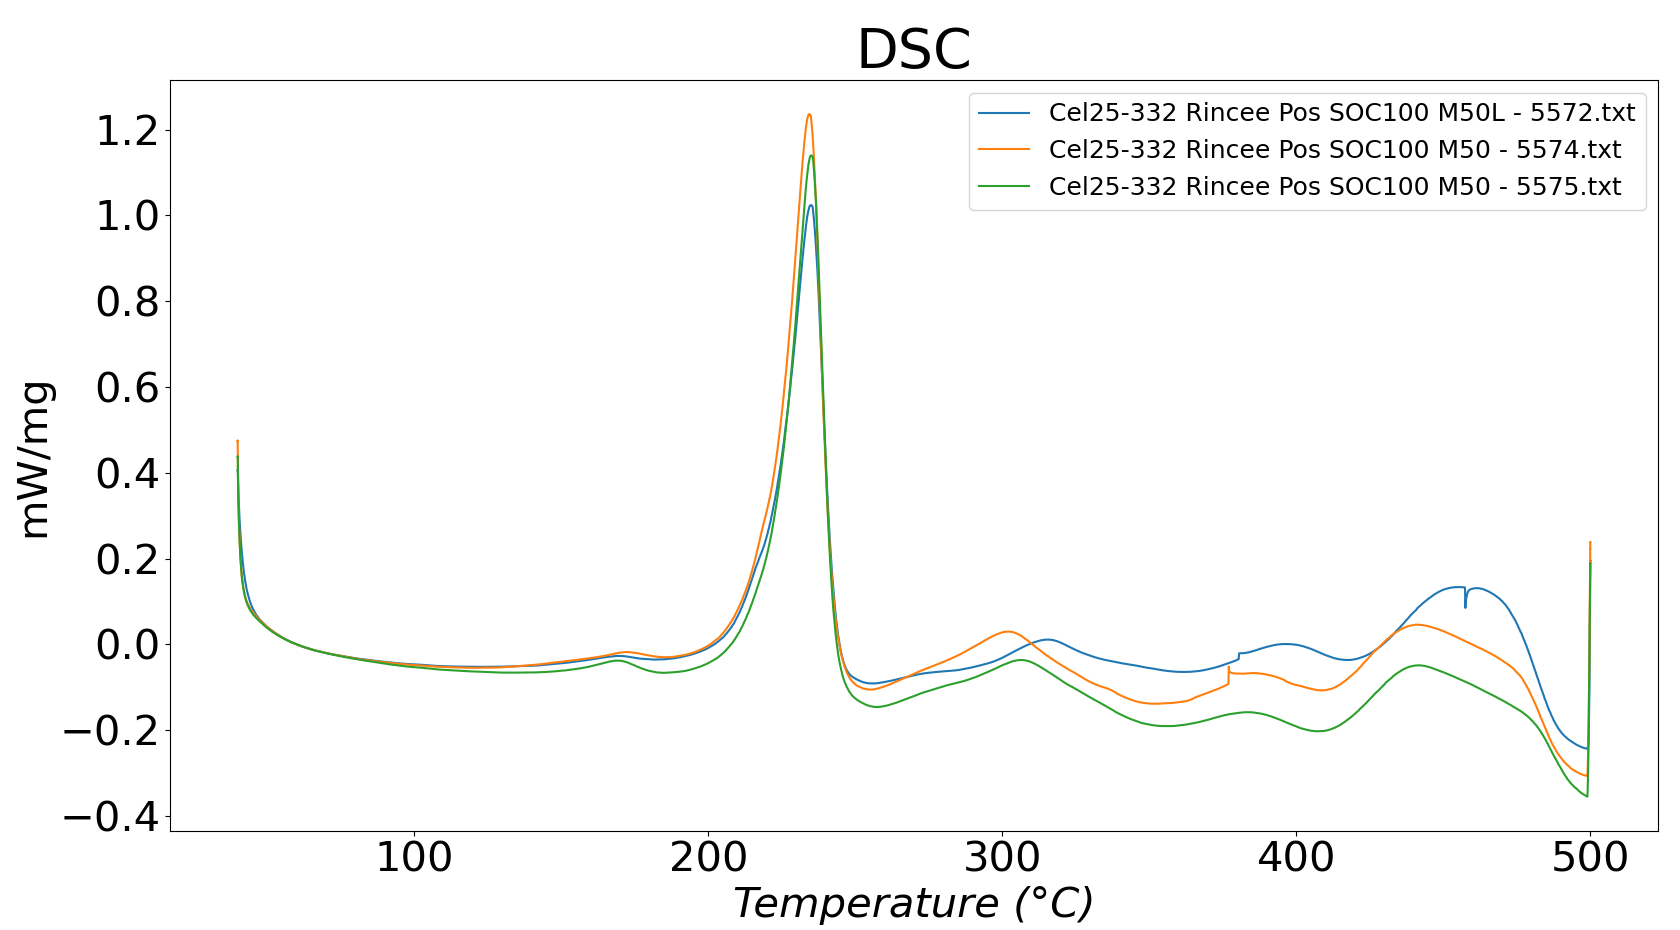 DSC
Cel25-332 Rincee Pos SOC100 M50L - 5572.txt
Cel25-332 Rincee Pos SOC100 M50 - 5574.txt
Cel25-332 Rincee Pos SOC100 M50 - 5575.txt
mW/mg
1.2
1.0
0.8
0.6
0.4
0.2
0.0
−0.2
−0.4
100 200 300 400 500
Temperature (°C)